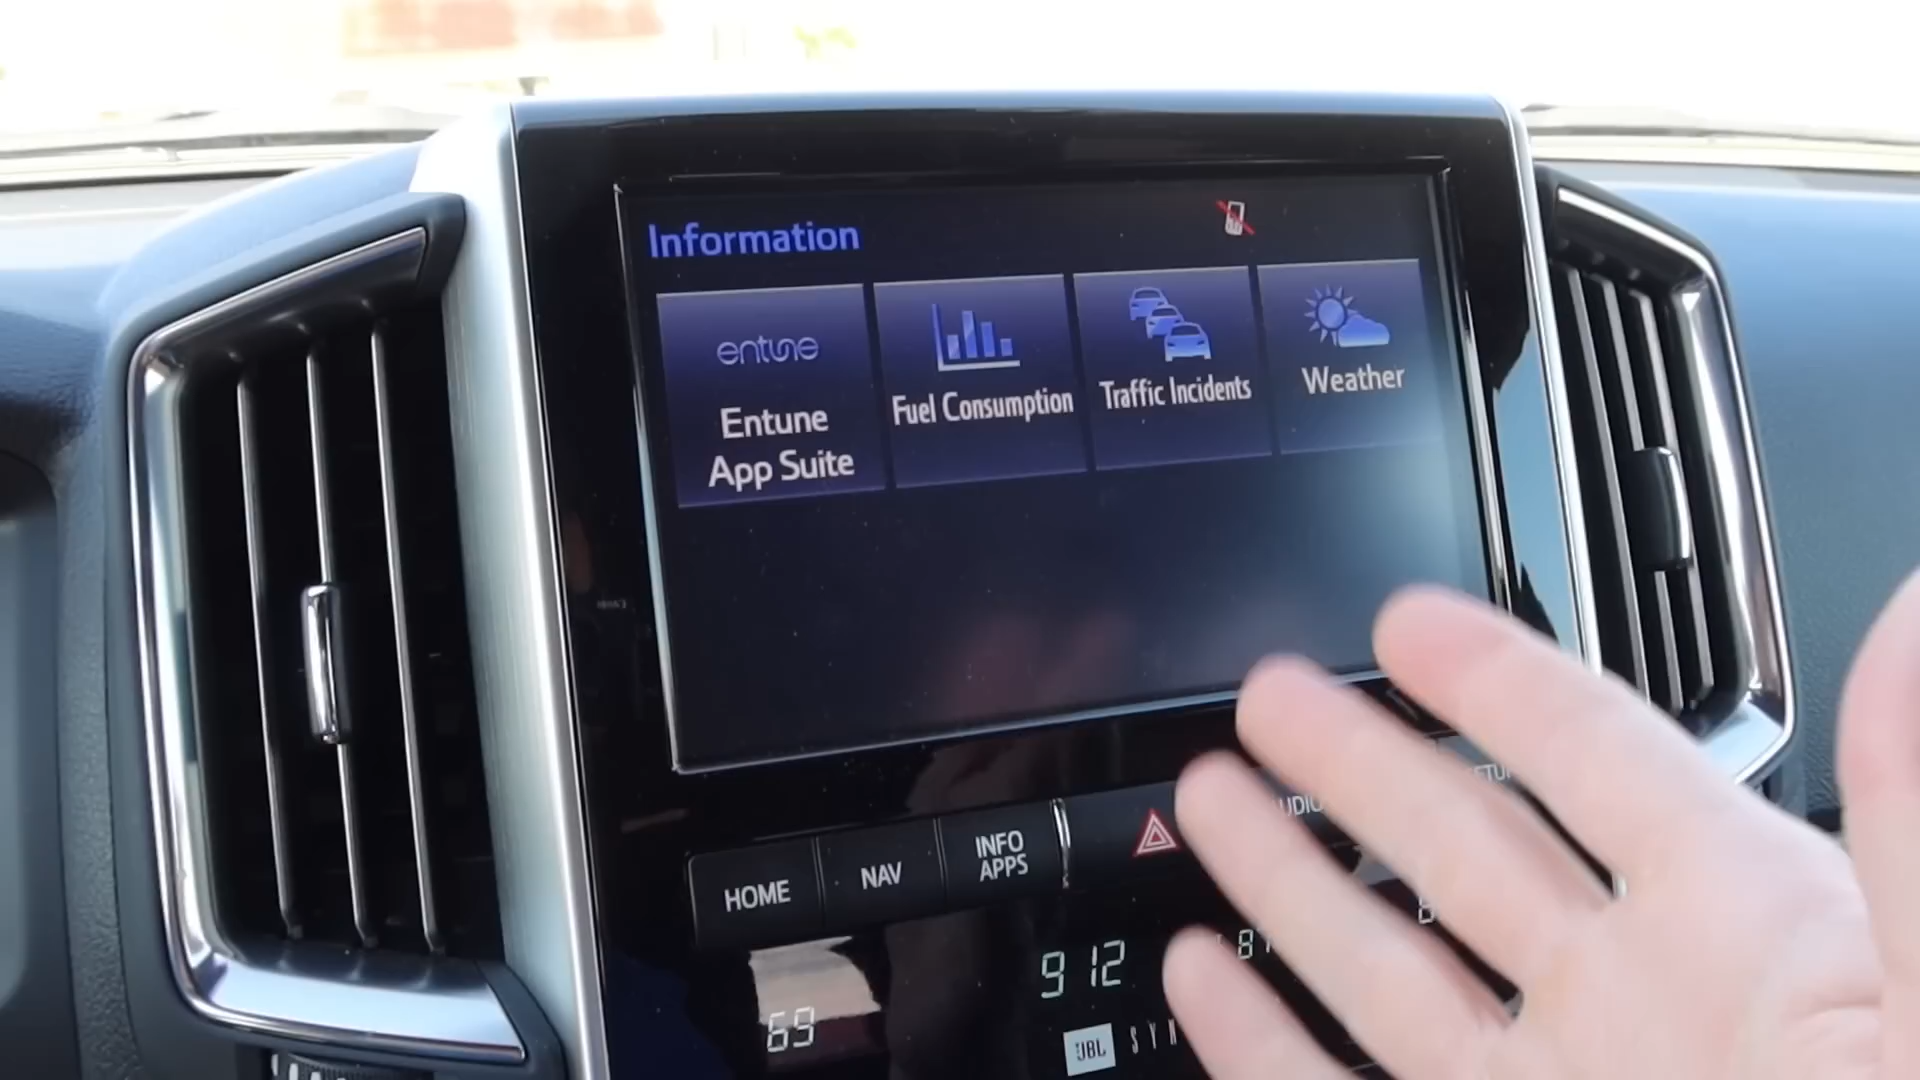 Information
entune
Entune
App Suite
Fuel Consumption
Traffic Incidents
Weather
HOME
NAV
INFO
APPS
9 12
69
JBL